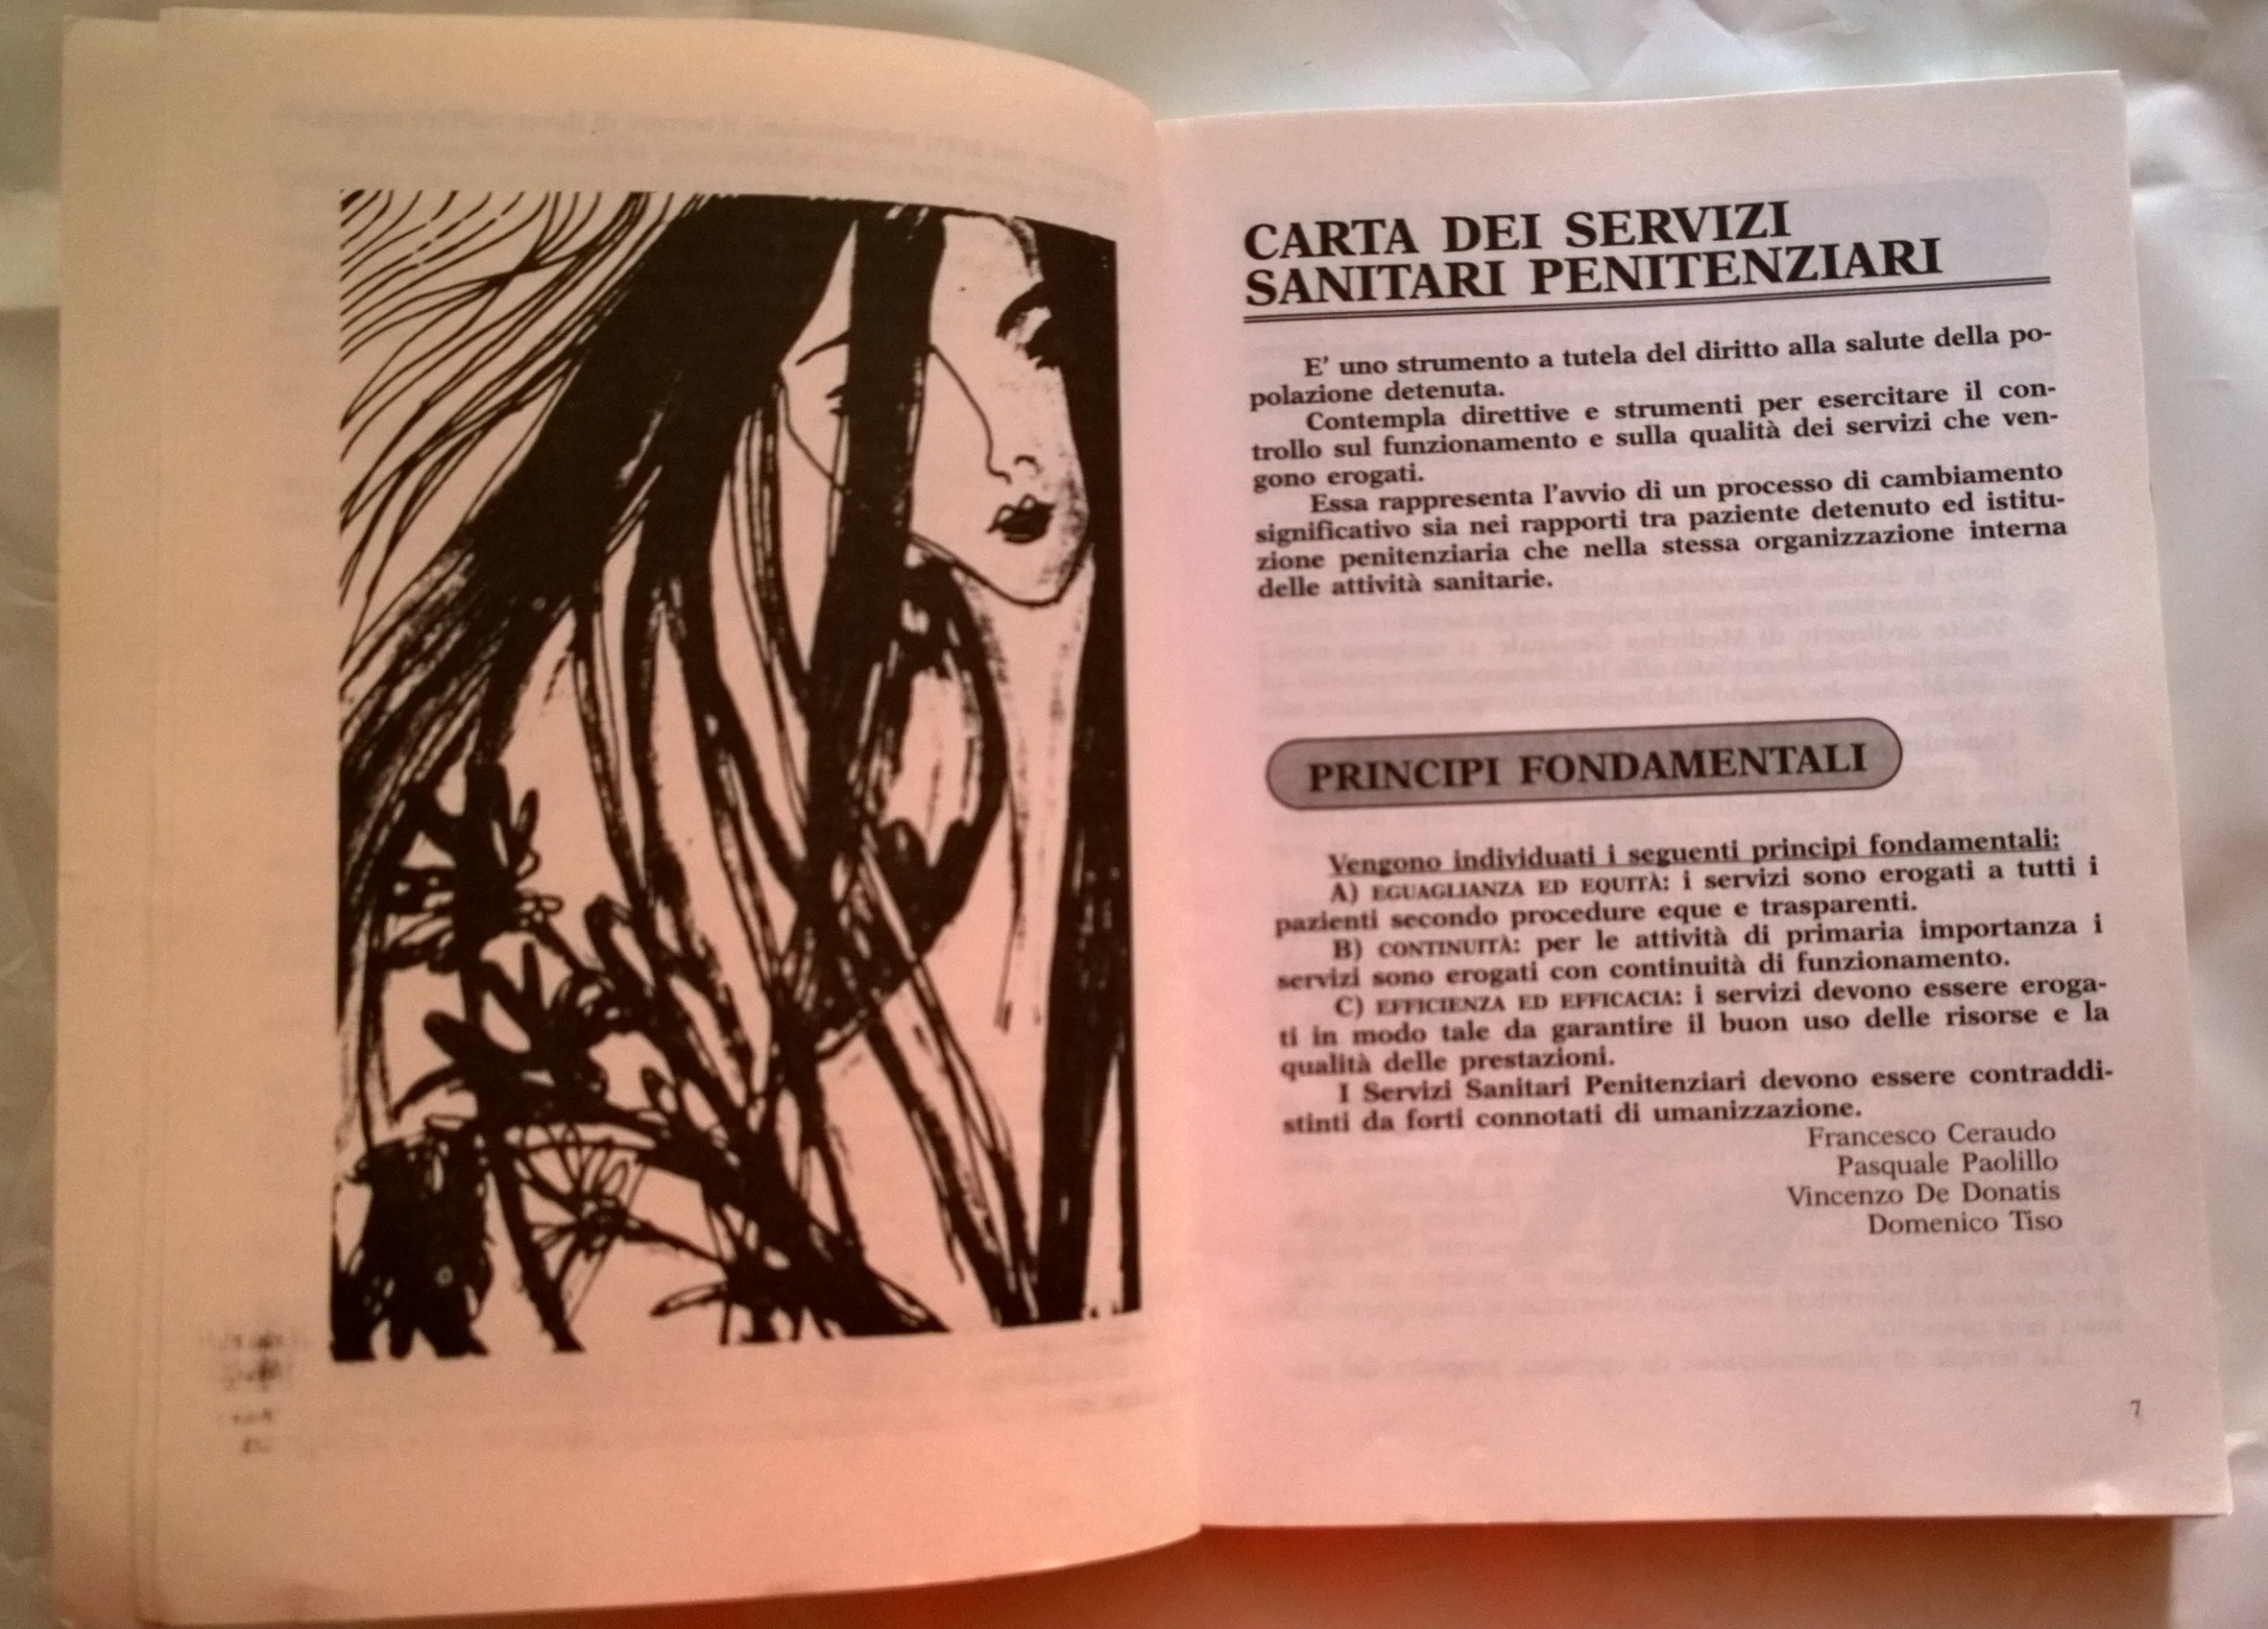 CARTA DEI SERVIZI
SANITARI PENITENZIARI
E' uno strumento a tutela del diritto alla salute della po-
polazione detenuta.
Contempla direttive e strumenti per esercitare il con-
trollo sul funzionamento e sulla qualità dei servizi che ven-
gono erogati.
Essa rappresenta l'avvio di un processo di cambiamento
significativo sia nei rapporti tra paziente detenuto ed istitu-
zione penitenziaria che nella stessa organizzazione interna
delle attività sanitarie.
PRINCIPI FONDAMENTALI
Vengono individuati i seguenti principi fondamentali:
A) EGUAGLIANZA ED EQUITÀ: i servizi sono erogati a tutti i
pazienti secondo procedure eque e trasparenti.
B) CONTINUITÀ: per le attività di primaria importanza i
servizi sono erogati con continuità di funzionamento.
C) EFFICIENZA ED EFFICACIA: i servizi devono essere eroga-
ti in modo tale da garantire il buon uso delle risorse e la
qualità delle prestazioni.
I Servizi Sanitari Penitenziari devono essere contraddi-
stinti da forti connotati di umanizzazione.
Francesco Ceraudo
Pasquale Paolillo
Vincenzo De Donatis
Domenico Tiso
7